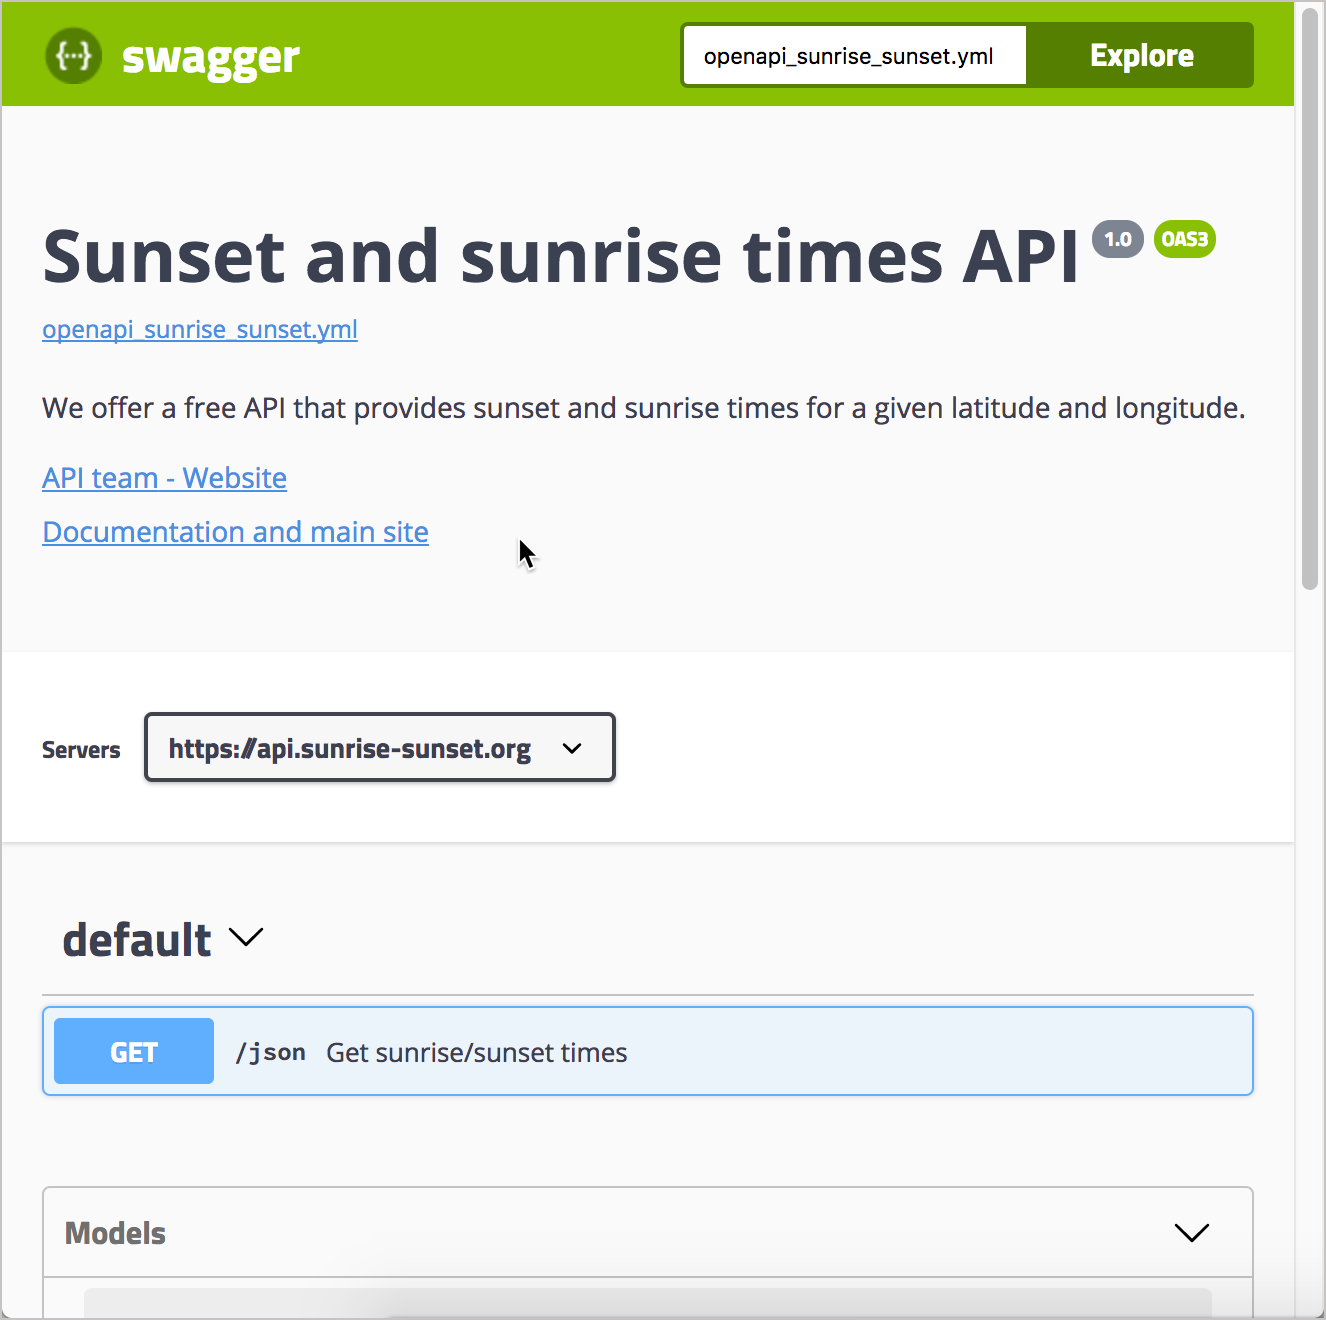 {···} swagger
openapi_sunrise_sunset.yml
Explore
Sunset and sunrise times API 1.0 OAS3
openapi_sunrise_sunset.yml
We offer a free API that provides sunset and sunrise times for a given latitude and longitude.
API team - Website
Documentation and main site
Servers
https://api.sunrise-sunset.org
default
GET /json Get sunrise/sunset times
Models